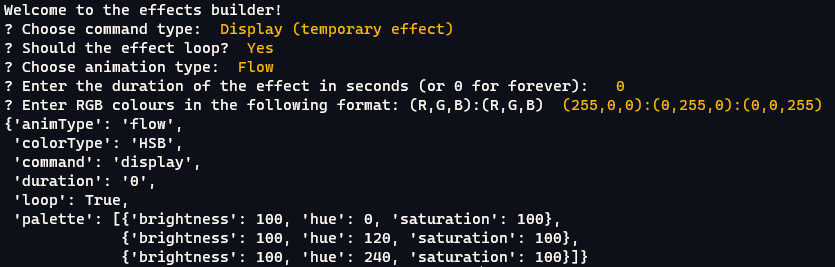 Welcome to the effects builder!
? Choose command type:  Display (temporary effect)
? Should the effect loop?  Yes
? Choose animation type:  Flow
? Enter the duration of the effect in seconds (or 0 for forever):   0
? Enter RGB colours in the following format: (R,G,B):(R,G,B)  (255,0,0):(0,255,0):(0,0,255)
{'animType': 'flow',
 'colorType': 'HSB',
 'command': 'display',
 'duration': '0',
 'loop': True,
 'palette': [{'brightness': 100, 'hue': 0, 'saturation': 100},
             {'brightness': 100, 'hue': 120, 'saturation': 100},
             {'brightness': 100, 'hue': 240, 'saturation': 100}]}